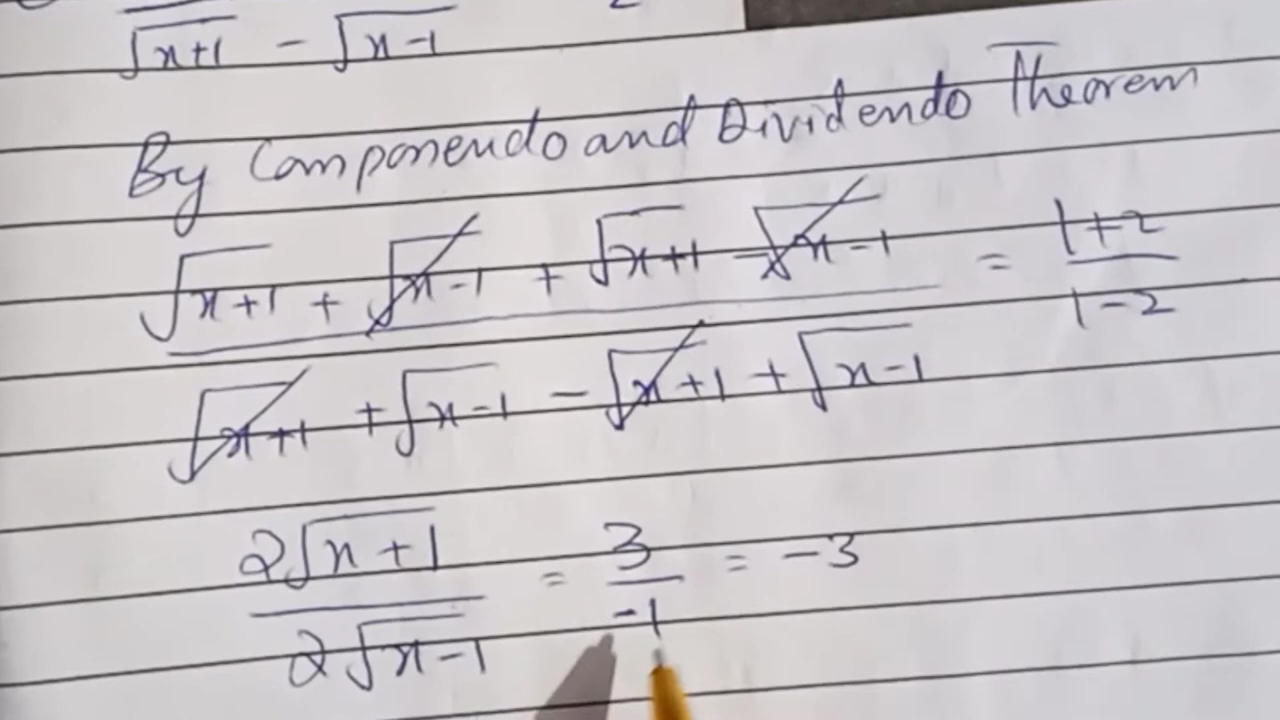 √x+1 - √x-1 2
By Componendo and Dividendo Theorem
√x+1 + √x-1 + √x+1 - √x-1 = 1+2
√x+1 + √x-1 - √x+1 + √x-1 1-2
2√x+1 = 3 = -3
2√x-1 -1